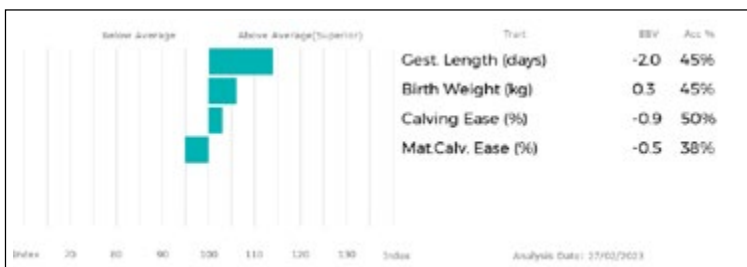 Below Average Above Average(Superior) Trait EBV Acc %
Gest. Length (days) -2.0 45%
Birth Weight (kg) 0.3 45%
Calving Ease (%) -0.9 50%
Mat.Calv. Ease (%) -0.5 38%
Index 70 80 90 100 110 120 130 Index Analysis Date: 27/02/2023